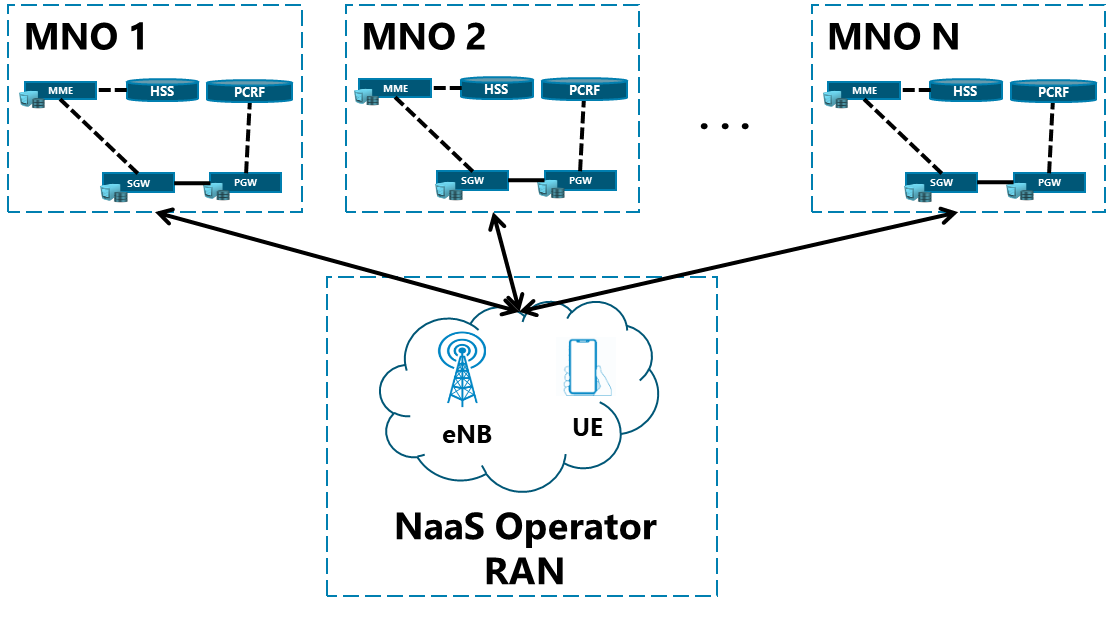 MNO 1
MME
HSS
PCRF
SGW
PGW
MNO 2
MME
HSS
PCRF
SGW
PGW
...
MNO N
MME
HSS
PCRF
SGW
PGW
eNB
UE
NaaS Operator
RAN